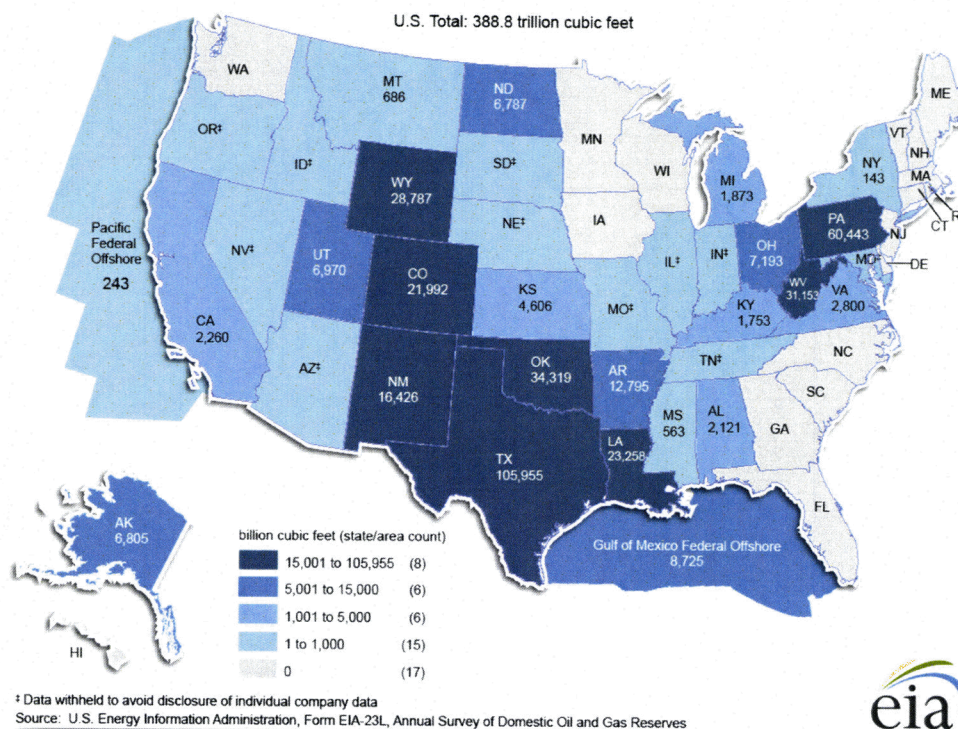 U.S. Total: 388.8 trillion cubic feet
WA
MT
686
ND
6,787
MN
ME
VT
NH
MA
R
CT
OR‡
ID‡
SD‡
WI
MI
1,873
NY
143
WY
28,787
IA
PA
60,443
NJ
DE
MD‡
Pacific
Federal
Offshore
243
NV‡
UT
6,970
CO
21,992
NE‡
KS
4,606
IL‡
IN‡
OH
7,193
WV
31,153
VA
2,800
KY
1,753
MO‡
CA
2,260
AZ‡
NM
16,426
OK
34,319
AR
12,795
TN‡
NC
SC
MS
563
AL
2,121
GA
TX
105,955
LA
23,258
FL
Gulf of Mexico Federal Offshore
8,725
AK
6,805
HI
billion cubic feet (state/area count)
15,001 to 105,955 (8)
5,001 to 15,000 (6)
1,001 to 5,000 (6)
1 to 1,000 (15)
0 (17)
‡ Data withheld to avoid disclosure of individual company data
Source: U.S. Energy Information Administration, Form EIA-23L, Annual Survey of Domestic Oil and Gas Reserves
eia